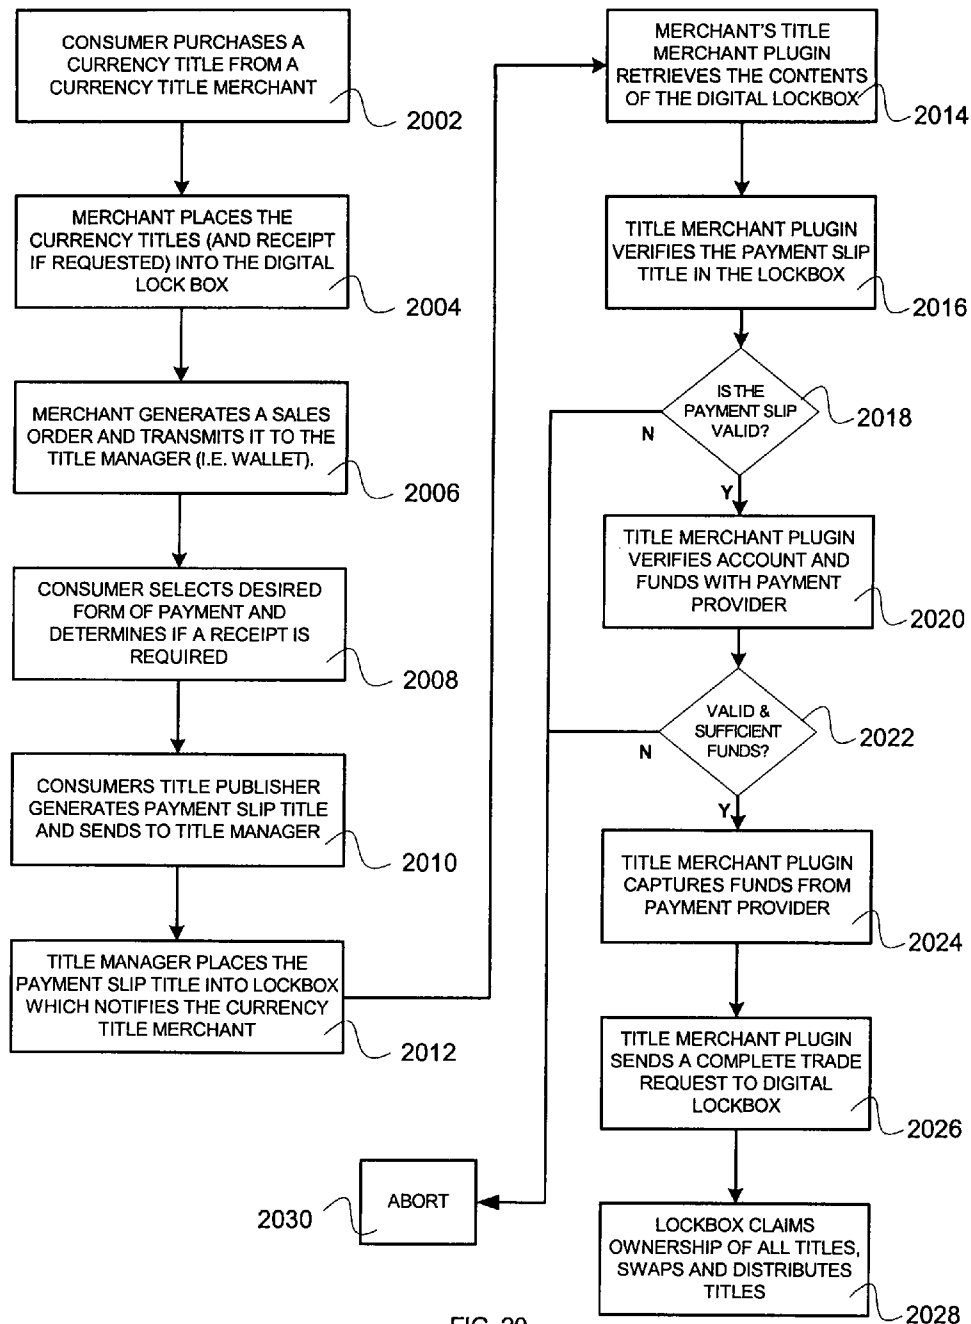 CONSUMER PURCHASES A
CURRENCY TITLE FROM A
CURRENCY TITLE MERCHANT
2002
MERCHANT PLACES THE
CURRENCY TITLES (AND RECEIPT
IF REQUESTED) INTO THE DIGITAL
LOCK BOX
2004
MERCHANT GENERATES A SALES
ORDER AND TRANSMITS IT TO THE
TITLE MANAGER (I.E. WALLET).
2006
CONSUMER SELECTS DESIRED
FORM OF PAYMENT AND
DETERMINES IF A RECEIPT IS
REQUIRED
2008
CONSUMERS TITLE PUBLISHER
GENERATES PAYMENT SLIP TITLE
AND SENDS TO TITLE MANAGER
2010
TITLE MANAGER PLACES THE
PAYMENT SLIP TITLE INTO LOCKBOX
WHICH NOTIFIES THE CURRENCY
TITLE MERCHANT
2012
MERCHANT'S TITLE
MERCHANT PLUGIN
RETRIEVES THE CONTENTS
OF THE DIGITAL LOCKBOX
2014
TITLE MERCHANT PLUGIN
VERIFIES THE PAYMENT SLIP
TITLE IN THE LOCKBOX
2016
IS THE
PAYMENT SLIP
VALID?
2018
N
Y
TITLE MERCHANT PLUGIN
VERIFIES ACCOUNT AND
FUNDS WITH PAYMENT
PROVIDER
2020
VALID &
SUFFICIENT
FUNDS?
2022
N
Y
TITLE MERCHANT PLUGIN
CAPTURES FUNDS FROM
PAYMENT PROVIDER
2024
TITLE MERCHANT PLUGIN
SENDS A COMPLETE TRADE
REQUEST TO DIGITAL
LOCKBOX
2026
LOCKBOX CLAIMS
OWNERSHIP OF ALL TITLES,
SWAPS AND DISTRIBUTES
TITLES
2028
ABORT
2030
FIG. 20